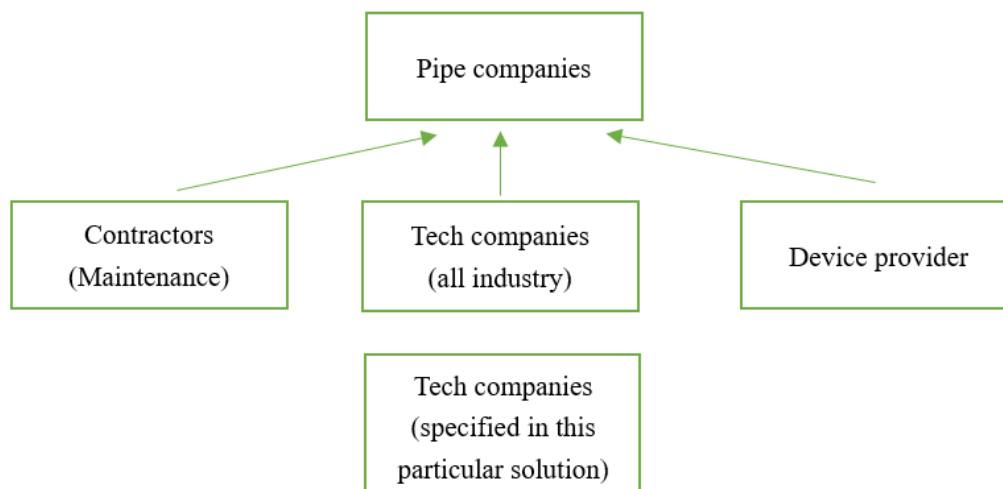 Pipe companies
Contractors
(Maintenance)
Tech companies
(all industry)
Device provider
Tech companies
(specified in this
particular solution)